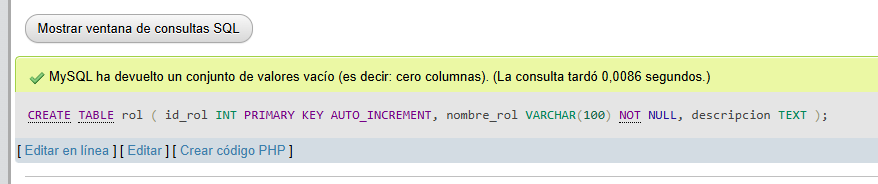 Mostrar ventana de consultas SQL
MySQL ha devuelto un conjunto de valores vacío (es decir: cero columnas). (La consulta tardó 0,0086 segundos.)
CREATE TABLE rol ( id_rol INT PRIMARY KEY AUTO_INCREMENT, nombre_rol VARCHAR(100) NOT NULL, descripcion TEXT );
[ Editar en línea ] [ Editar ] [ Crear código PHP ]